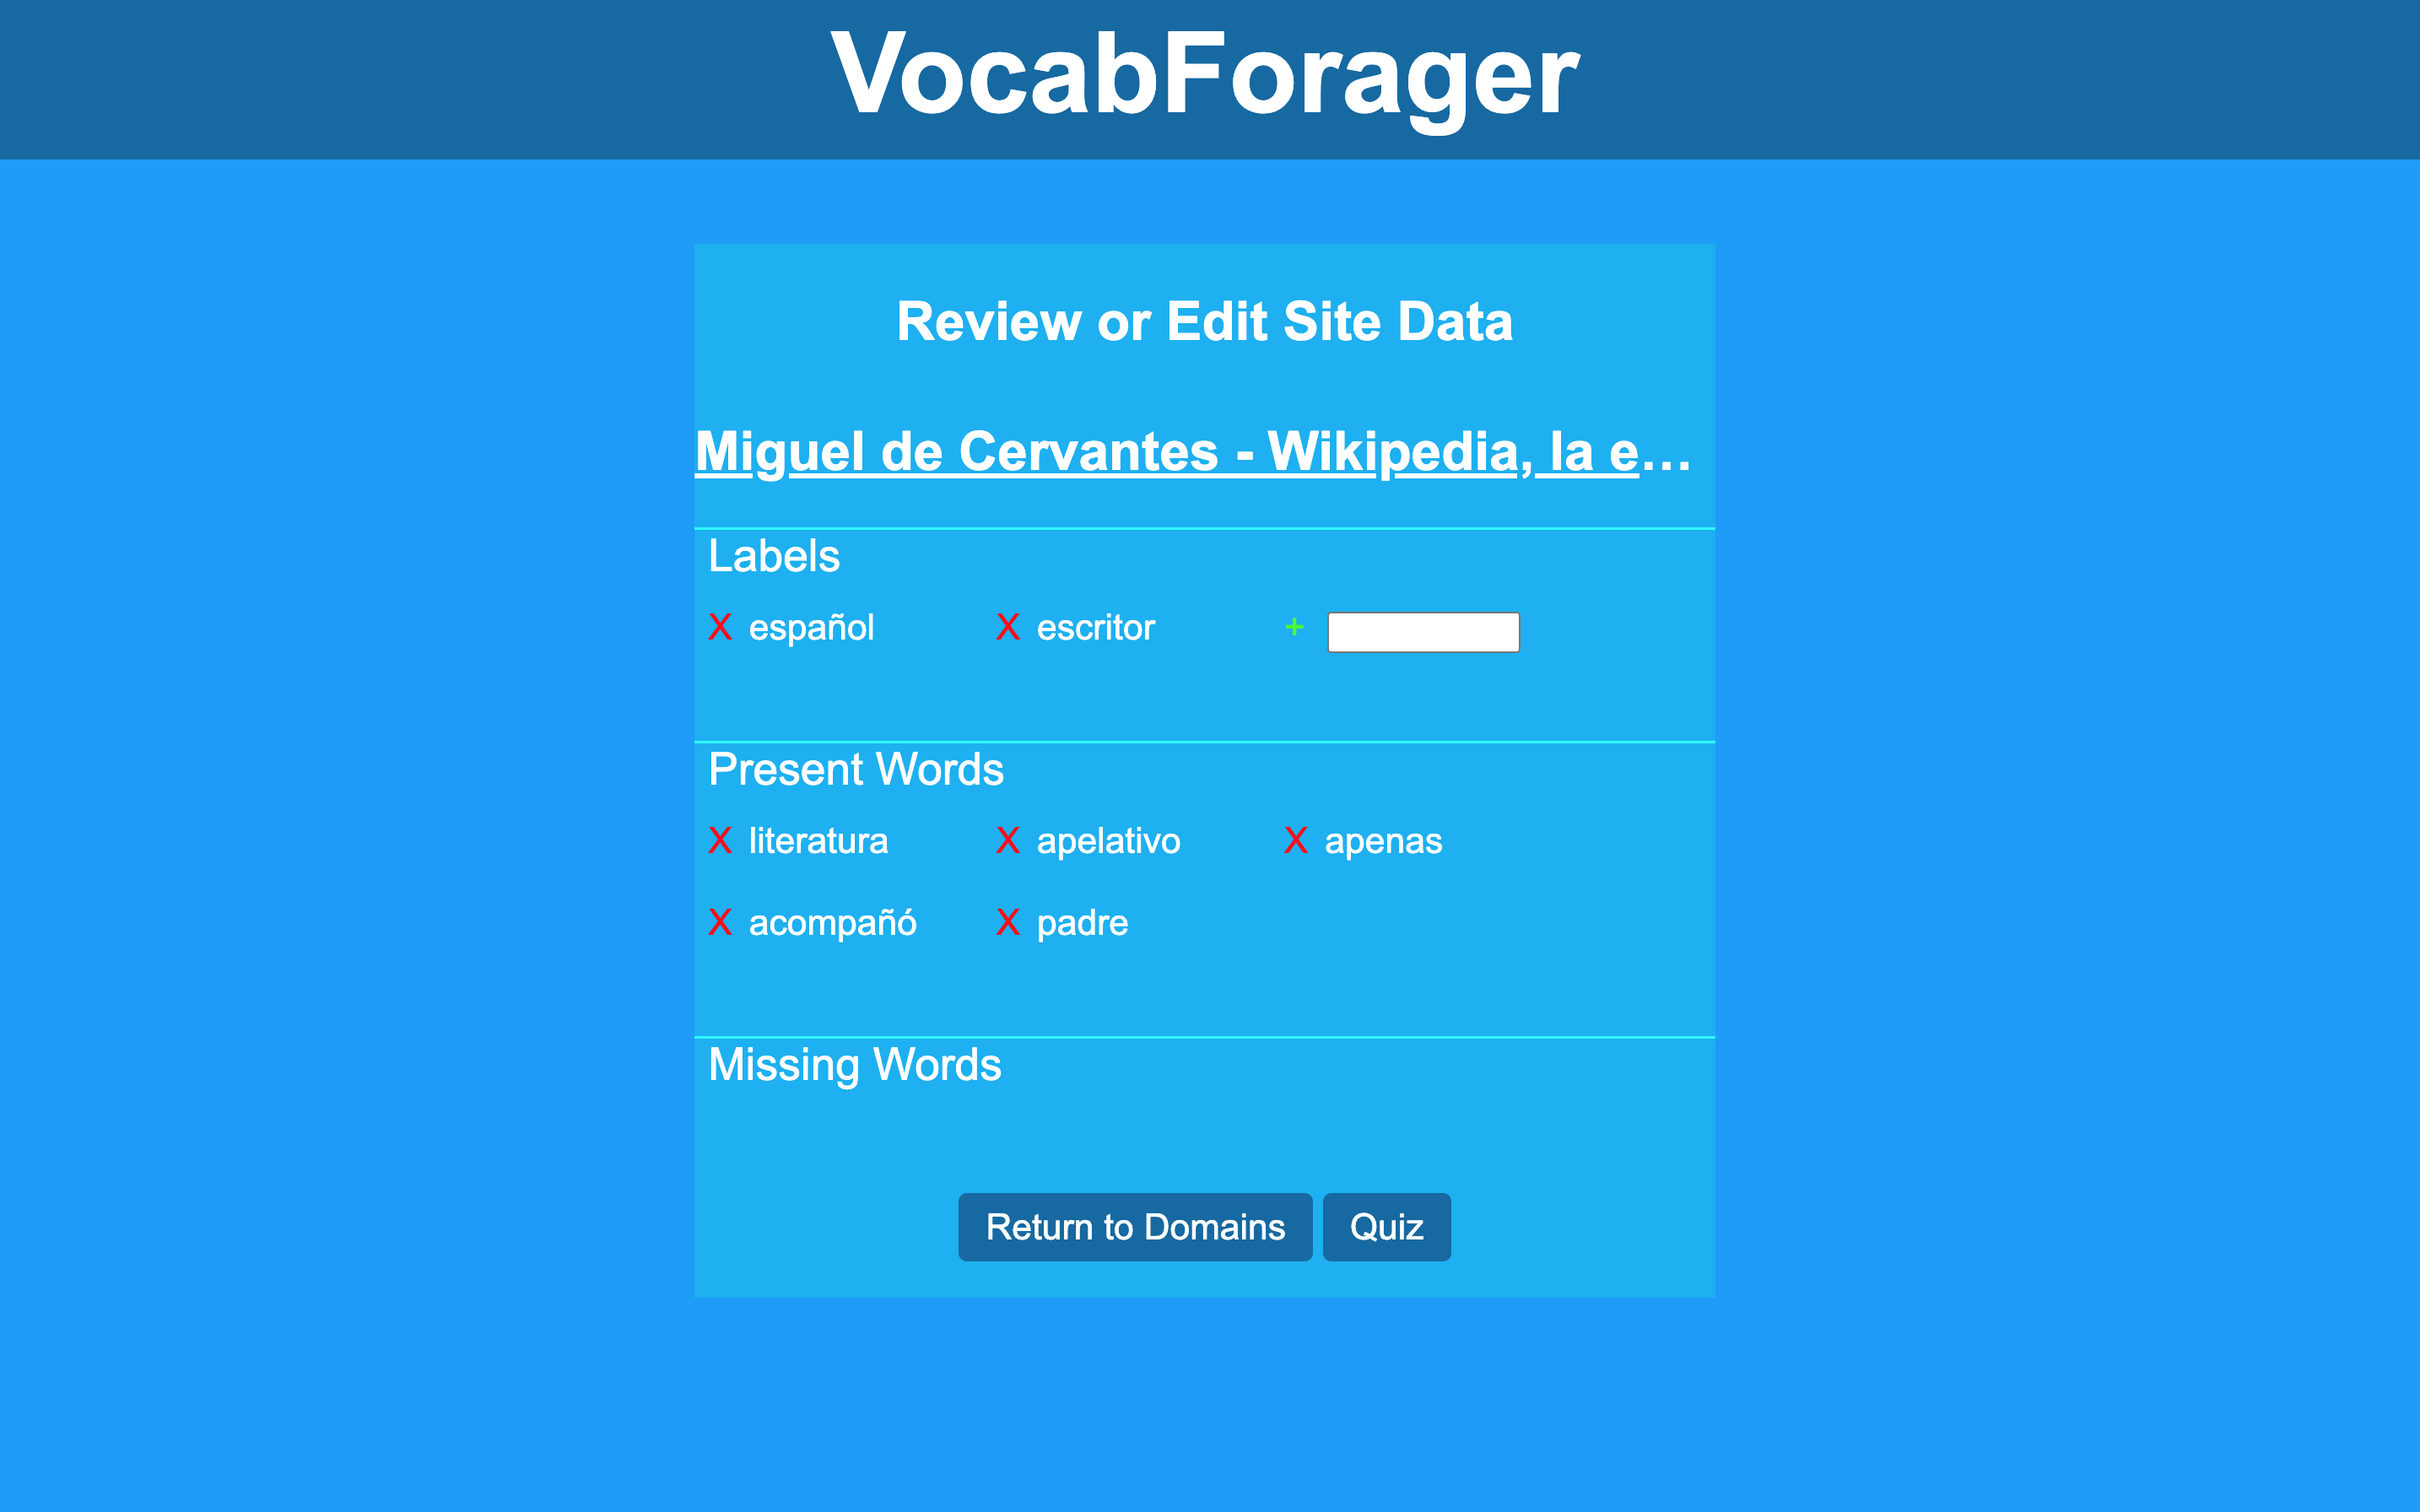 VocabForager
Review or Edit Site Data
Miguel de Cervantes - Wikipedia, la e...
Labels
X español X escritor +
Present Words
X literatura X apelativo X apenas
X acompañó X padre
Missing Words
Return to Domains Quiz